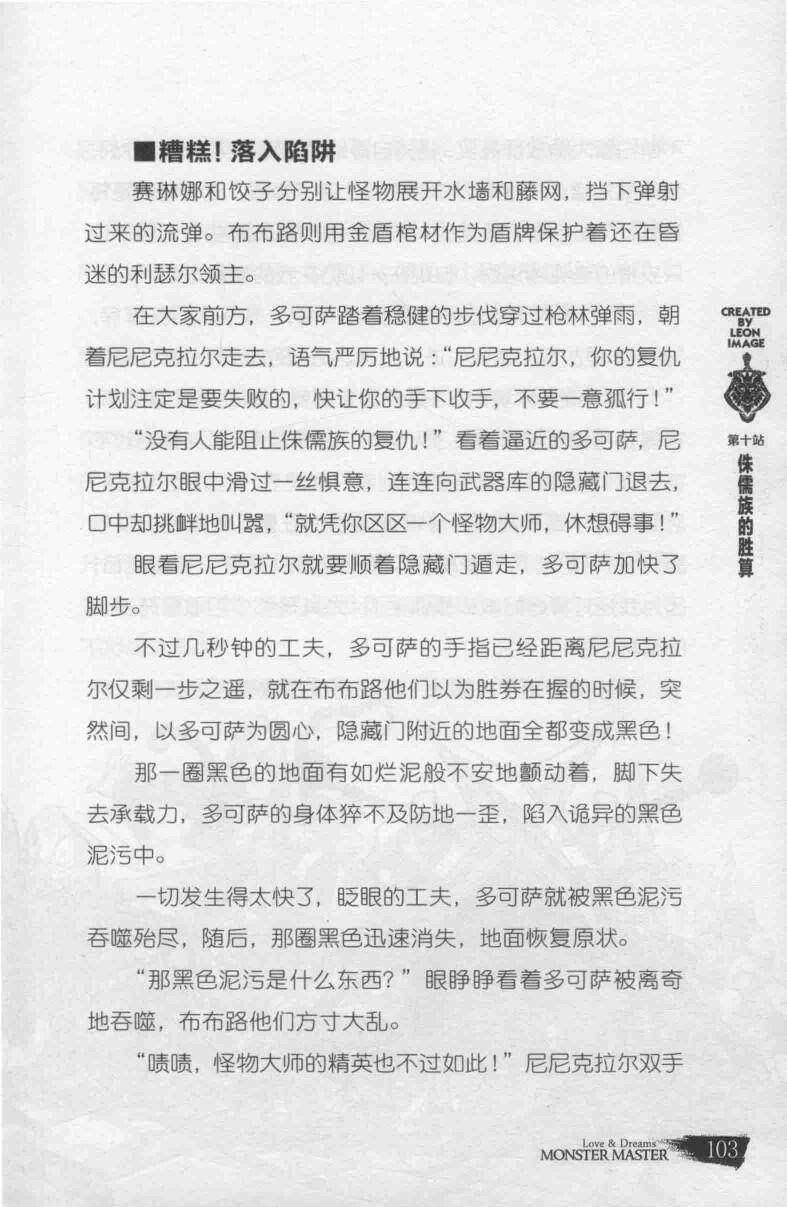 ■糟糕！落入陷阱
赛琳娜和饺子分别让怪物展开水墙和藤网，挡下弹射
过来的流弹。布布路则用金盾棺材作为盾牌保护着还在昏
迷的利瑟尔领主。
在大家前方，多可萨踏着稳健的步伐穿过枪林弹雨，朝
着尼尼克拉尔走去，语气严厉地说：“尼尼克拉尔，你的复仇
计划注定是要失败的，快让你的手下收手，不要一意孤行！”
“没有人能阻止侏儒族的复仇！”看着逼近的多可萨，尼
尼克拉尔眼中滑过一丝惧意，连连向武器库的隐藏门退去，
口中却挑衅地叫嚣，“就凭你区区一个怪物大师，休想碍事！”
眼看尼尼克拉尔就要顺着隐藏门遁走，多可萨加快了
脚步。
不过几秒钟的工夫，多可萨的手指已经距离尼尼克拉
尔仅剩一步之遥，就在布布路他们以为胜券在握的时候，突
然间，以多可萨为圆心，隐藏门附近的地面全都变成黑色！
那一圈黑色的地面有如烂泥般不安地颤动着，脚下失
去承载力，多可萨的身体猝不及防地一歪，陷入诡异的黑色
泥污中。
一切发生得太快了，眨眼的工夫，多可萨就被黑色泥污
吞噬殆尽，随后，那圈黑色迅速消失，地面恢复原状。
“那黑色泥污是什么东西？”眼睁睁看着多可萨被离奇
地吞噬，布布路他们方寸大乱。
“啧啧，怪物大师的精英也不过如此！”尼尼克拉尔双手
CREATED
BY
LEON
IMAGE
第十站
侏儒族的胜算
Love & Dreams
MONSTER MASTER 103